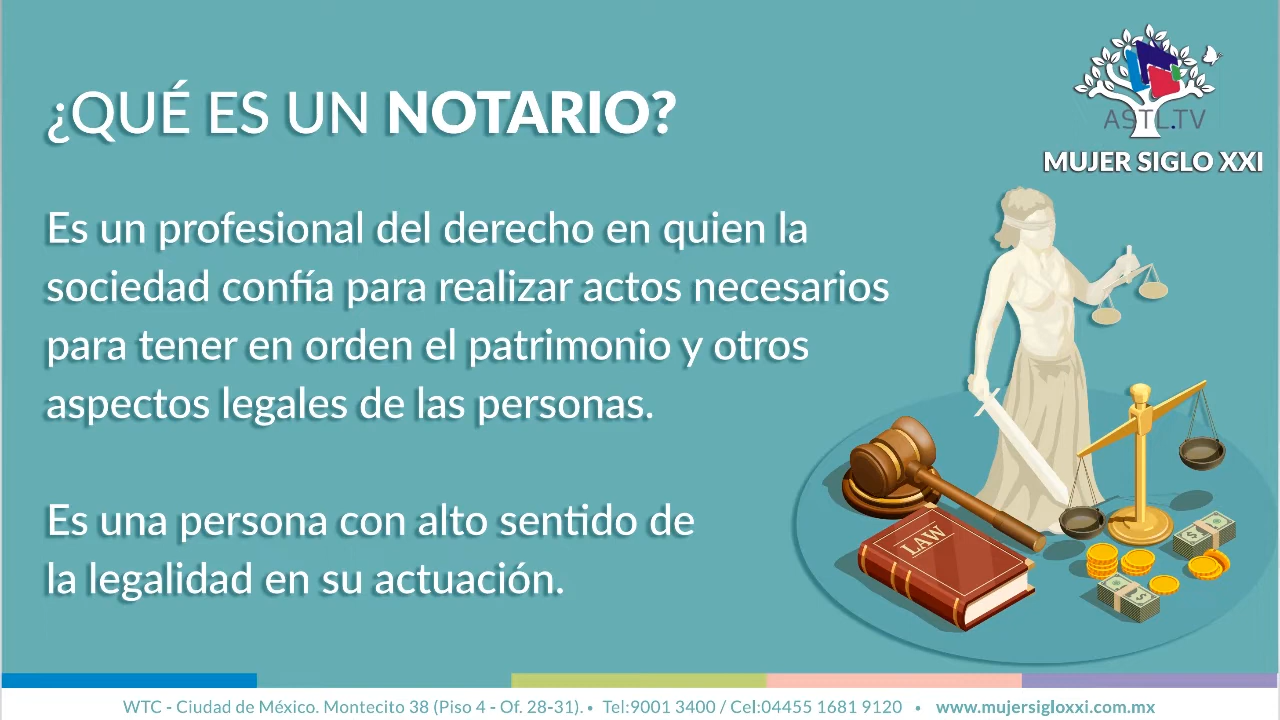 ¿QUÉ ES UN NOTARIO?
ASTL.TV
MUJER SIGLO XXI
Es un profesional del derecho en quien la
sociedad confía para realizar actos necesarios
para tener en orden el patrimonio y otros
aspectos legales de las personas.
Es una persona con alto sentido de
la legalidad en su actuación.
LAW
WTC - Ciudad de México. Montecito 38 (Piso 4 - Of. 28-31). • Tel:9001 3400 / Cel:04455 1681 9120 • www.mujersigloxxi.com.mx